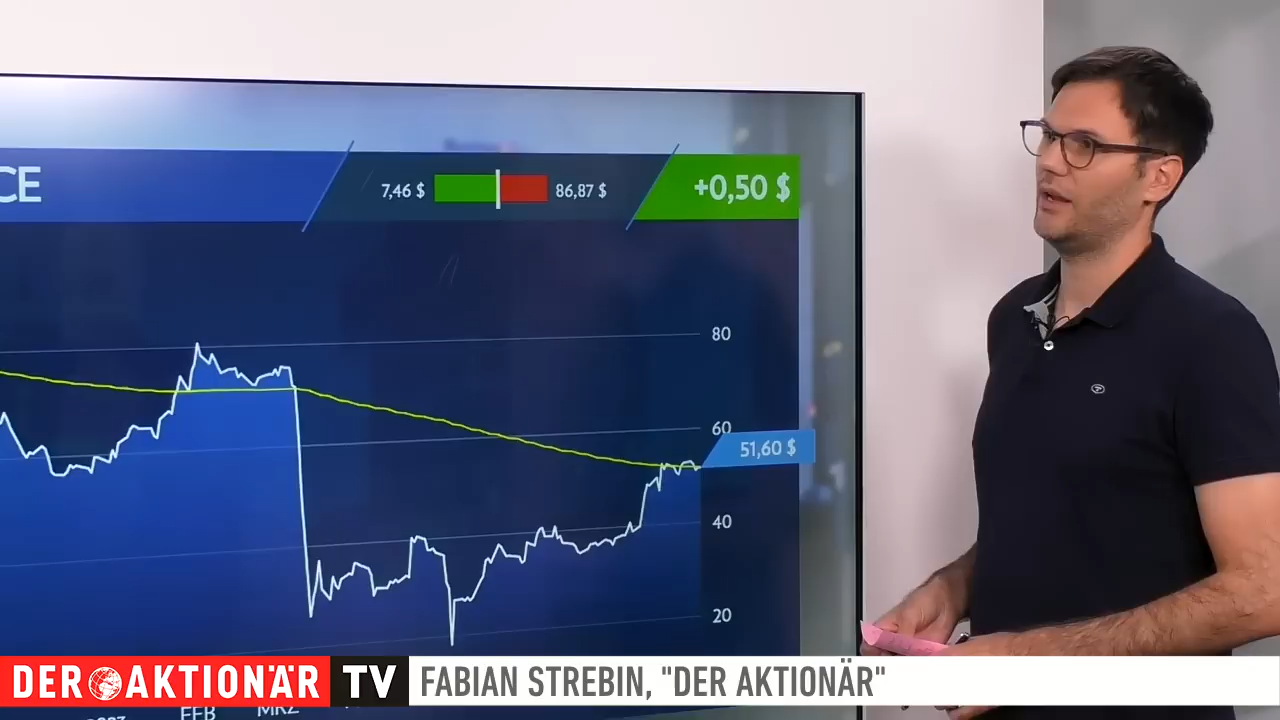 CE
7,46 $ 86,87 $ +0,50 $
80
60
51,60 $
40
20
DER AKTIONÄR TV
FABIAN STREBIN, "DER AKTIONÄR"
FEB MRZ